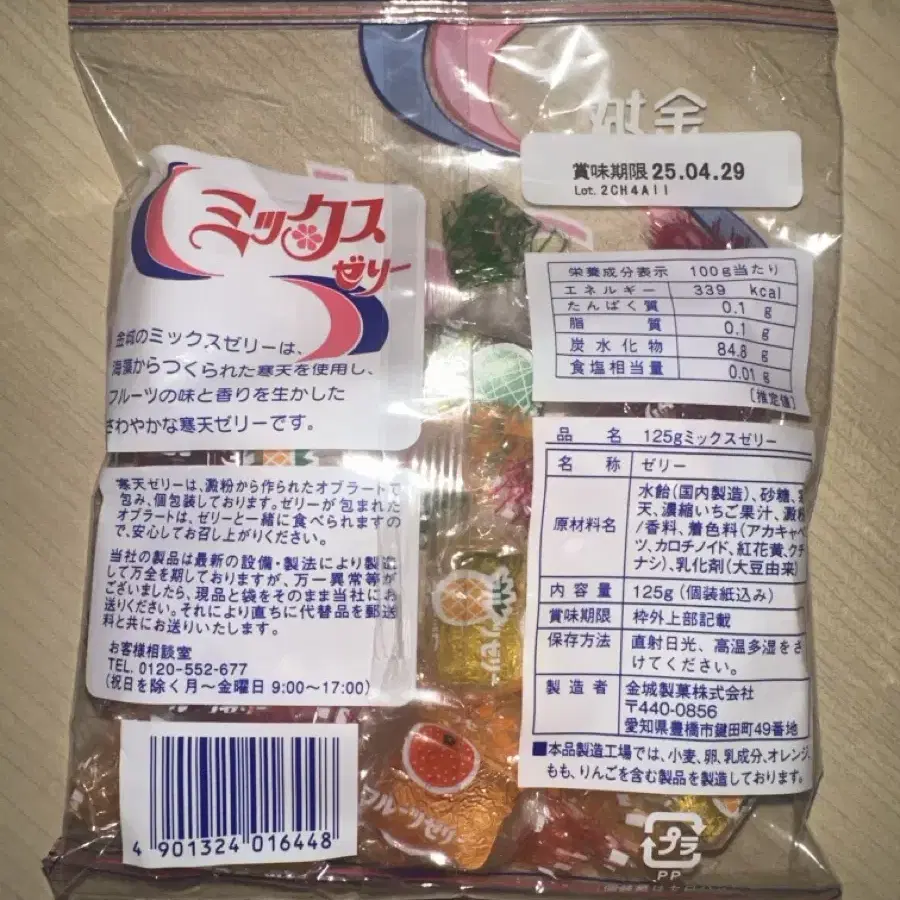 金城
賞味期限 25.04.29
Lot. 2CH4A11
ミックス
ゼリー
金城のミックスゼリーは、
海藻からつくられた寒天を使用し、
フルーツの味と香りを生かした
さわやかな寒天ゼリーです。
寒天ゼリーは、澱粉から作られたオブラートで
包み、個包装しております。ゼリーが包まれた
オブラートは、ゼリーと一緒に食べられますの
で、安心してお召し上がりください。
当社の製品は最新の設備・製法により製造
して万全を期しておりますが、万一異常等が
ございましたら、現品と袋をそのまま当社にお
送りください。それにより直ちに代替品を郵送
料と共にお送りいたします。
お客様相談室
TEL. 0120-552-677
(祝日を除く月〜金曜日 9:00〜17:00)
4 901324 016448
栄養成分表示 100g当たり
エネルギー 339 kcal
たんぱく質 0.1 g
脂質 0.1 g
炭水化物 84.8 g
食塩相当量 0.01 g
〔推定値〕
品名 125gミックスゼリー
名称 ゼリー
原材料名 水飴(国内製造)、砂糖、寒
天、濃縮いちご果汁、澱粉
/香料、着色料(アカキャベ
ツ、カロチノイド、紅花黄、クチ
ナシ)、乳化剤(大豆由来)
内容量 125g(個装紙込み)
賞味期限 枠外上部記載
保存方法 直射日光、高温多湿をさ
けてください。
製造者 金城製菓株式会社
〒440-0856
愛知県豊橋市鍵田町49番地
■本品製造工場では、小麦、卵、乳成分、オレンジ、
もも、りんごを含む製品を製造しております。
フルーツゼリー
プラ
PP